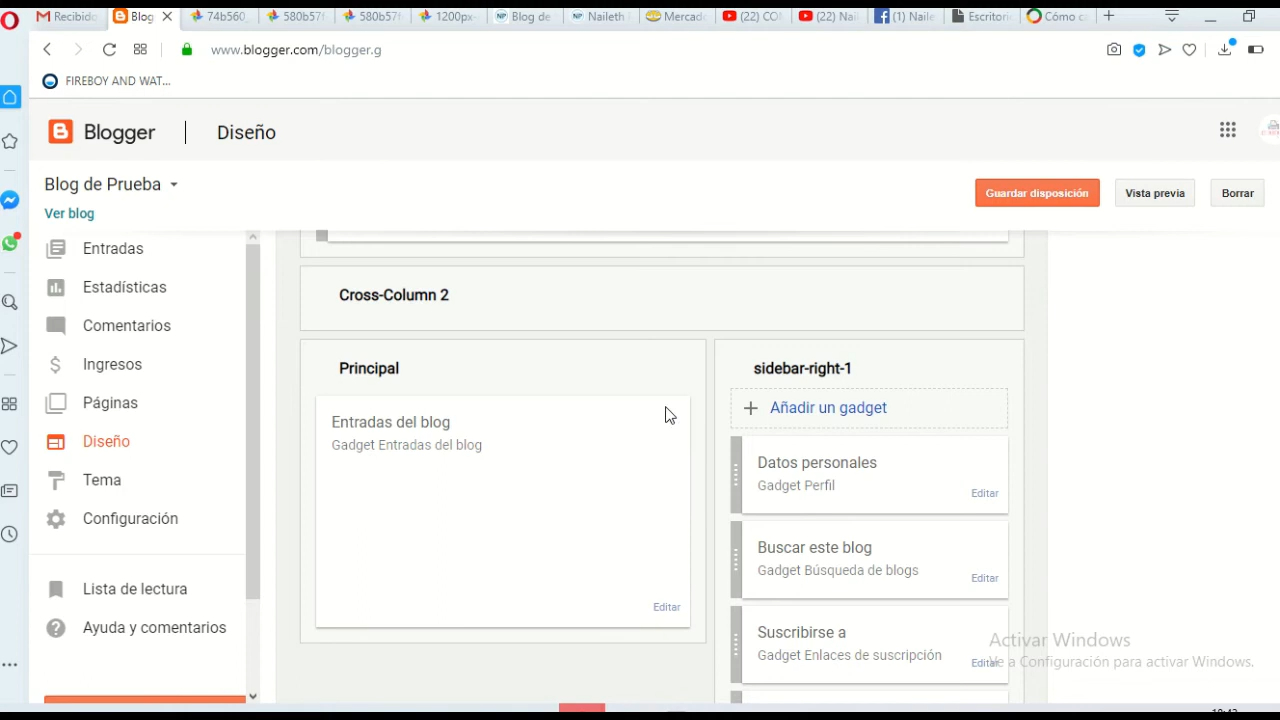 Recibido
Blog
74b560
580b57f
580b57f
1200px-
Blog de
Naileth
Mercad
(22) CO
(22) Nai
(1) Naile
Escritori
Cómo c
www.blogger.com/blogger.g
FIREBOY AND WAT...
Blogger
Diseño
Blog de Prueba
Ver blog
Guardar disposición
Vista previa
Borrar
Entradas
Estadísticas
Comentarios
Ingresos
Páginas
Diseño
Tema
Configuración
Lista de lectura
Ayuda y comentarios
Cross-Column 2
Principal
Entradas del blog
Gadget Entradas del blog
Editar
sidebar-right-1
Añadir un gadget
Datos personales
Gadget Perfil
Editar
Buscar este blog
Gadget Búsqueda de blogs
Editar
Suscribirse a
Gadget Enlaces de suscripción
Editar
Activar Windows
Ve a Configuración para activar Windows.